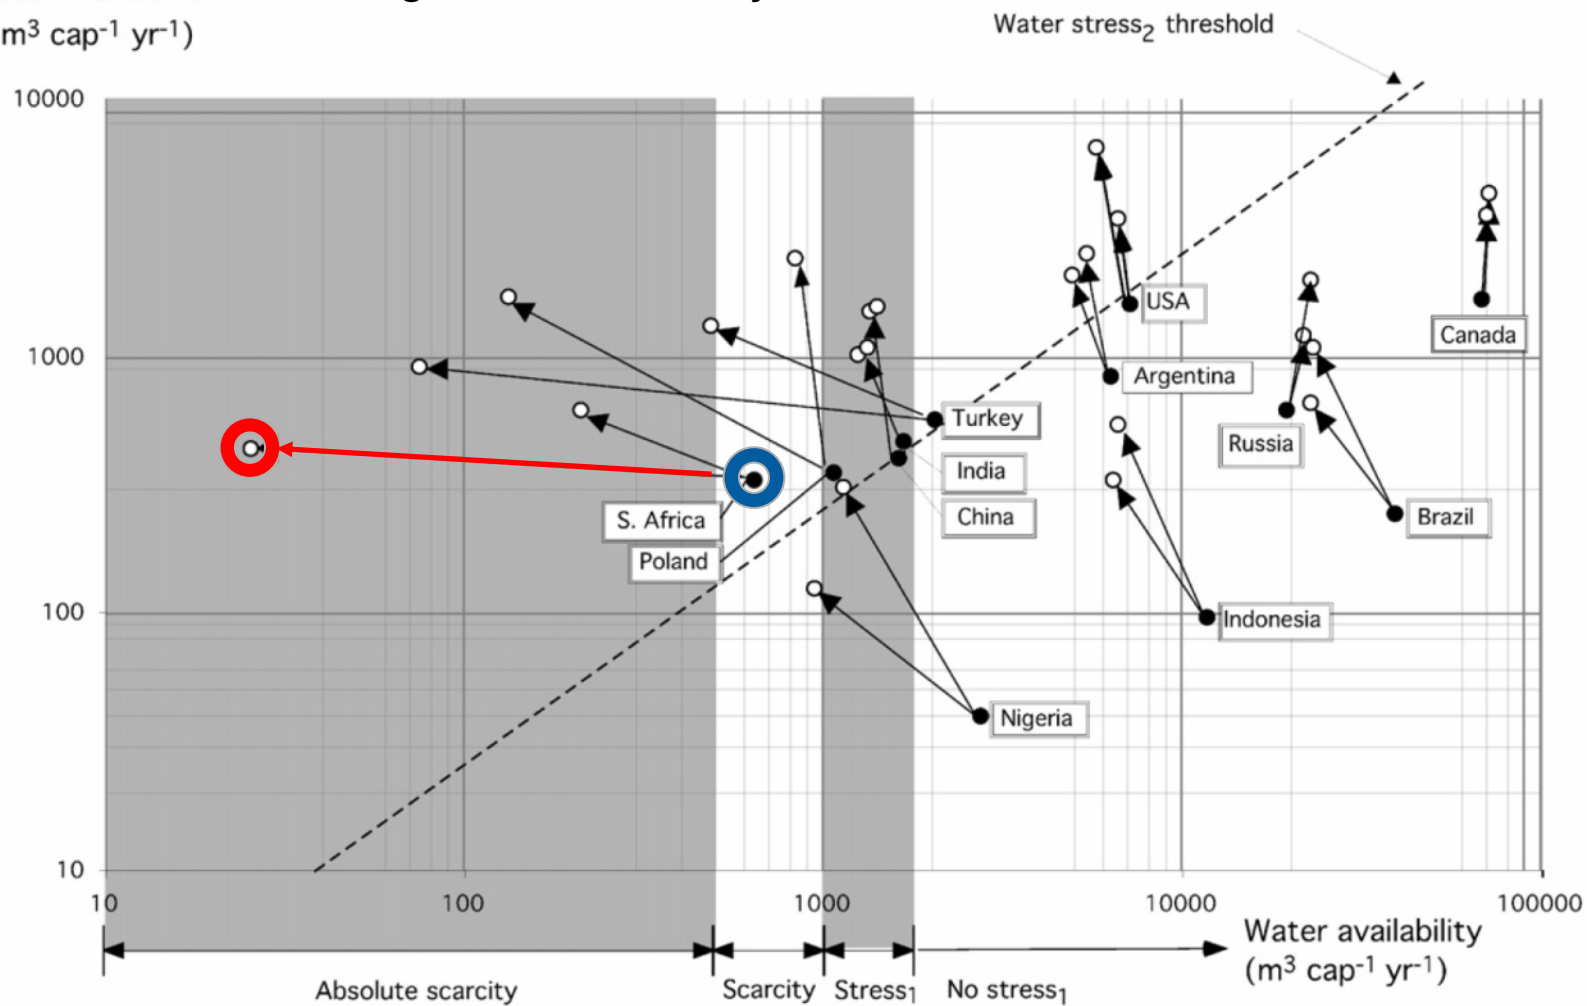 m³ cap⁻¹ yr⁻¹)
Water stress₂ threshold
10000
1000
100
10
USA
Canada
Argentina
Turkey
Russia
India
S. Africa
China
Brazil
Poland
Indonesia
Nigeria
10
100
1000
10000
100000
Water availability
(m³ cap⁻¹ yr⁻¹)
Absolute scarcity
Scarcity
Stress₁
No stress₁